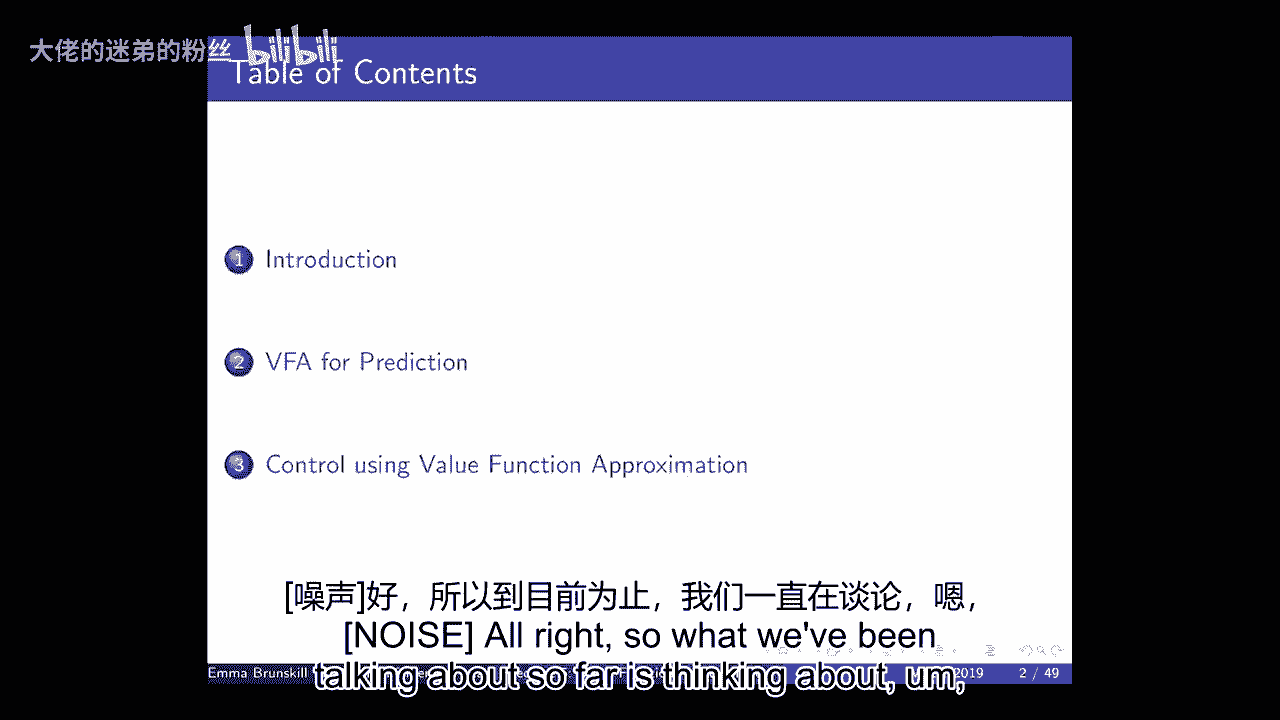 大佬的迷弟的粉丝 bilibili
Table of Contents
1 Introduction
2 VFA for Prediction
3 Control using Value Function Approximation
[噪声]好，所以到目前为止，我们一直在谈论，嗯，
[NOISE] All right, so what we've been
talking about so far is thinking about, um,
Emma Brunskill 2019 2 / 49